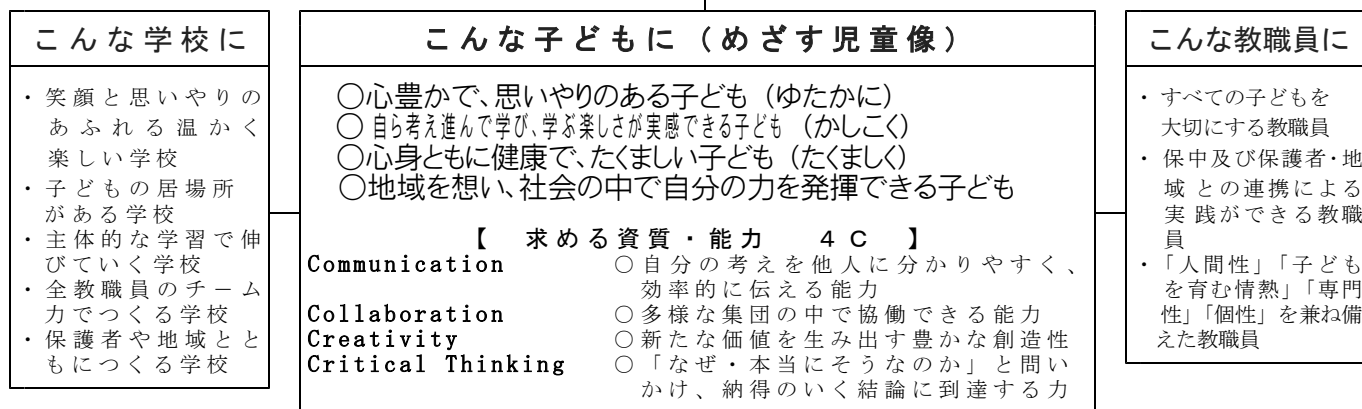 こんな学校に
・笑顔と思いやりの
あふれる温かく
楽しい学校
・子どもの居場所
がある学校
・主体的な学習で伸
びていく学校
・全教職員のチーム
力でつくる学校
・保護者や地域とと
もにつくる学校
こんな子どもに（めざす児童像）
○心豊かで、思いやりのある子ども（ゆたかに）
○自ら考え進んで学び、学ぶ楽しさが実感できる子ども（かしこく）
○心身ともに健康で、たくましい子ども（たくましく）
○地域を想い、社会の中で自分の力を発揮できる子ども
【 求める資質・能力 ４Ｃ 】
Communication ○自分の考えを他人に分かりやすく、
効率的に伝える能力
Collaboration ○多様な集団の中で協働できる能力
Creativity ○新たな価値を生み出す豊かな創造性
Critical Thinking ○「なぜ・本当にそうなのか」と問い
かけ、納得のいく結論に到達する力
こんな教職員に
・すべての子どもを
大切にする教職員
・保中及び保護者・地
域 との連携による
実 践ができる教職
員
・「人間性」「子ども
を育む情熱」「専門
性」「個性」を兼ね備
えた教職員